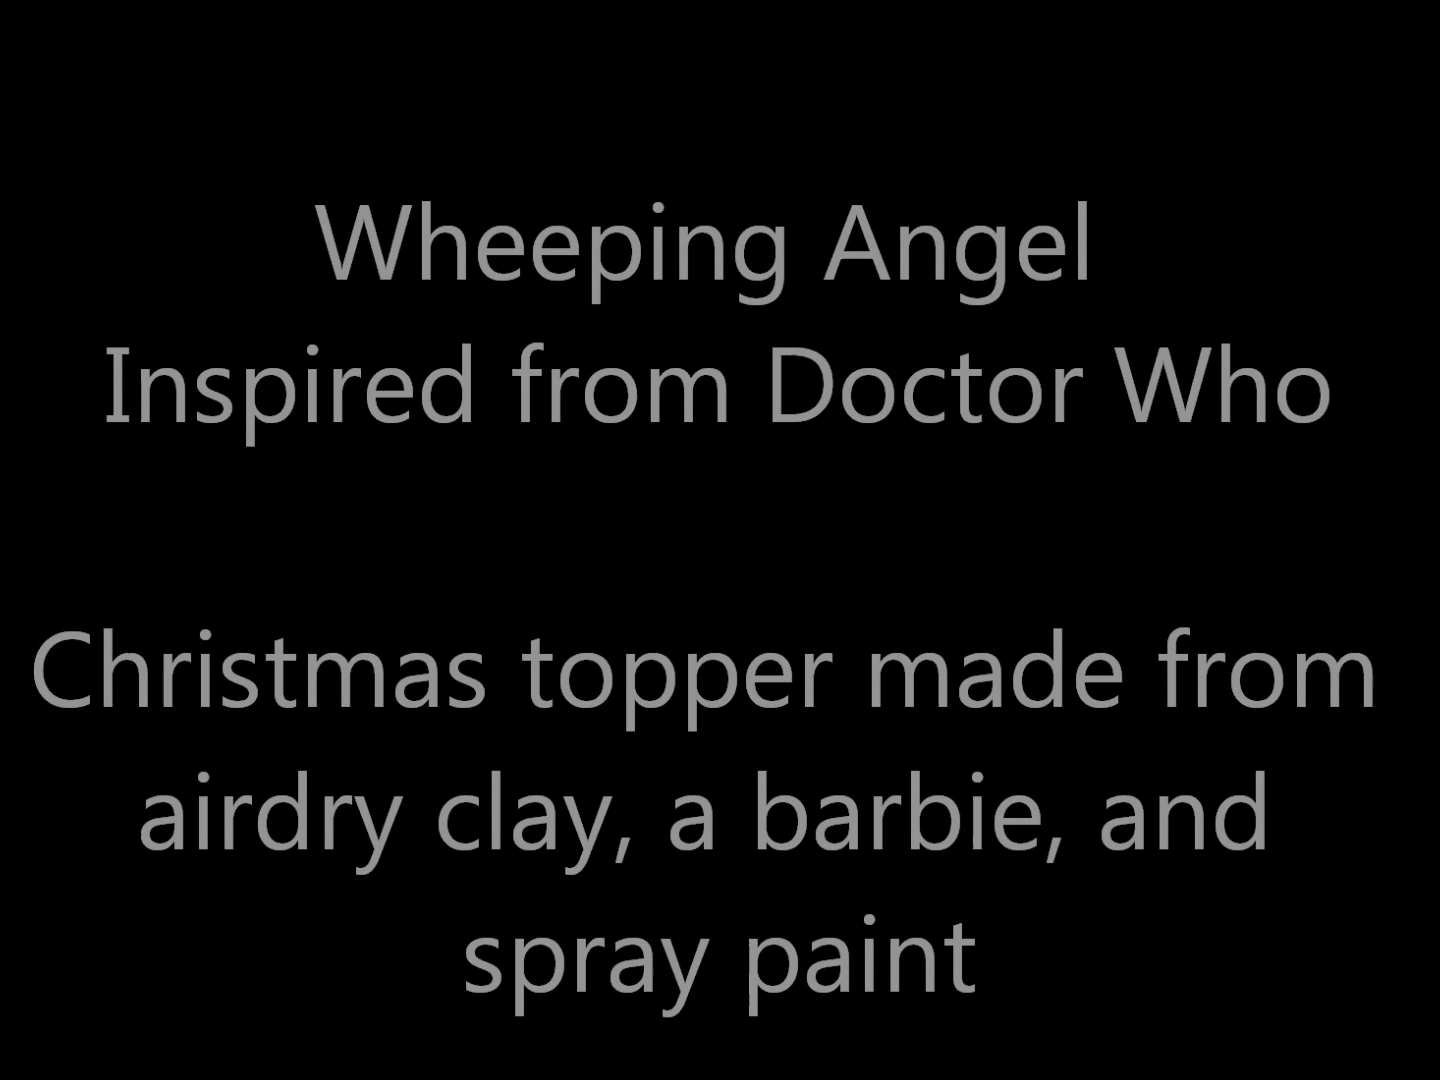 Wheeping Angel
Inspired from Doctor Who
Christmas topper made from
airdry clay, a barbie, and
spray paint